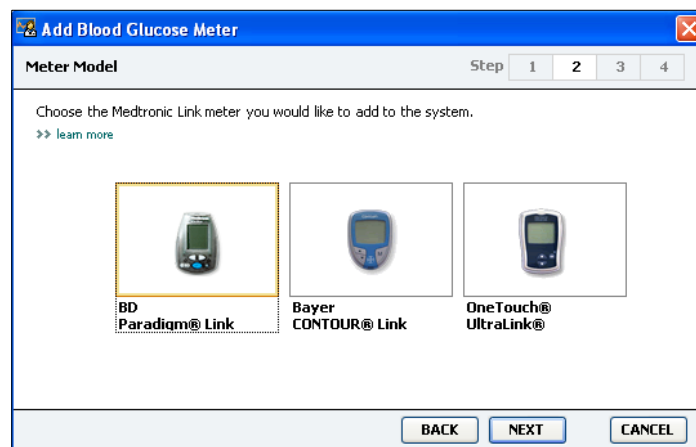 Add Blood Glucose Meter
Meter Model
Step 1 2 3 4
Choose the Medtronic Link meter you would like to add to the system.
>> learn more
BD
Paradigm® Link
Bayer
CONTOUR® Link
OneTouch®
UltraLink®
BACK NEXT CANCEL